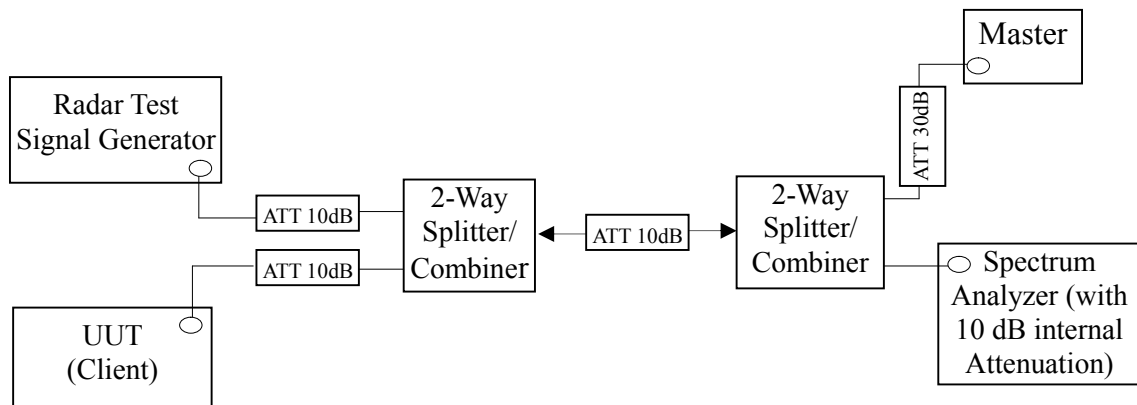 Master
Radar Test
Signal Generator
ATT 30dB
2-Way
Splitter/
Combiner
2-Way
Splitter/
Combiner
ATT 10dB
ATT 10dB
ATT 10dB
UUT
(Client)
Spectrum
Analyzer (with
10 dB internal
Attenuation)